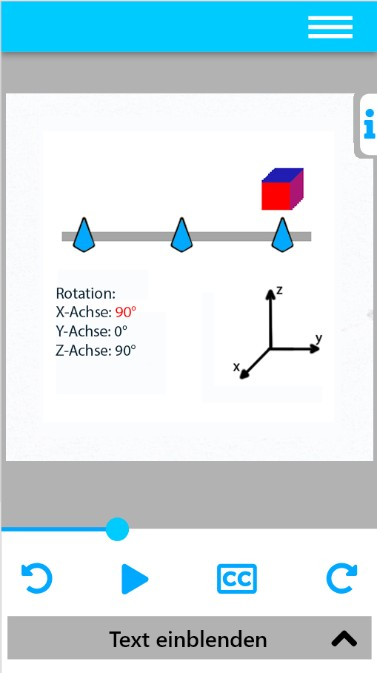 i
Rotation:
X-Achse: 90°
Y-Achse: 0°
Z-Achse: 90°
z
y
x
CC
Text einblenden